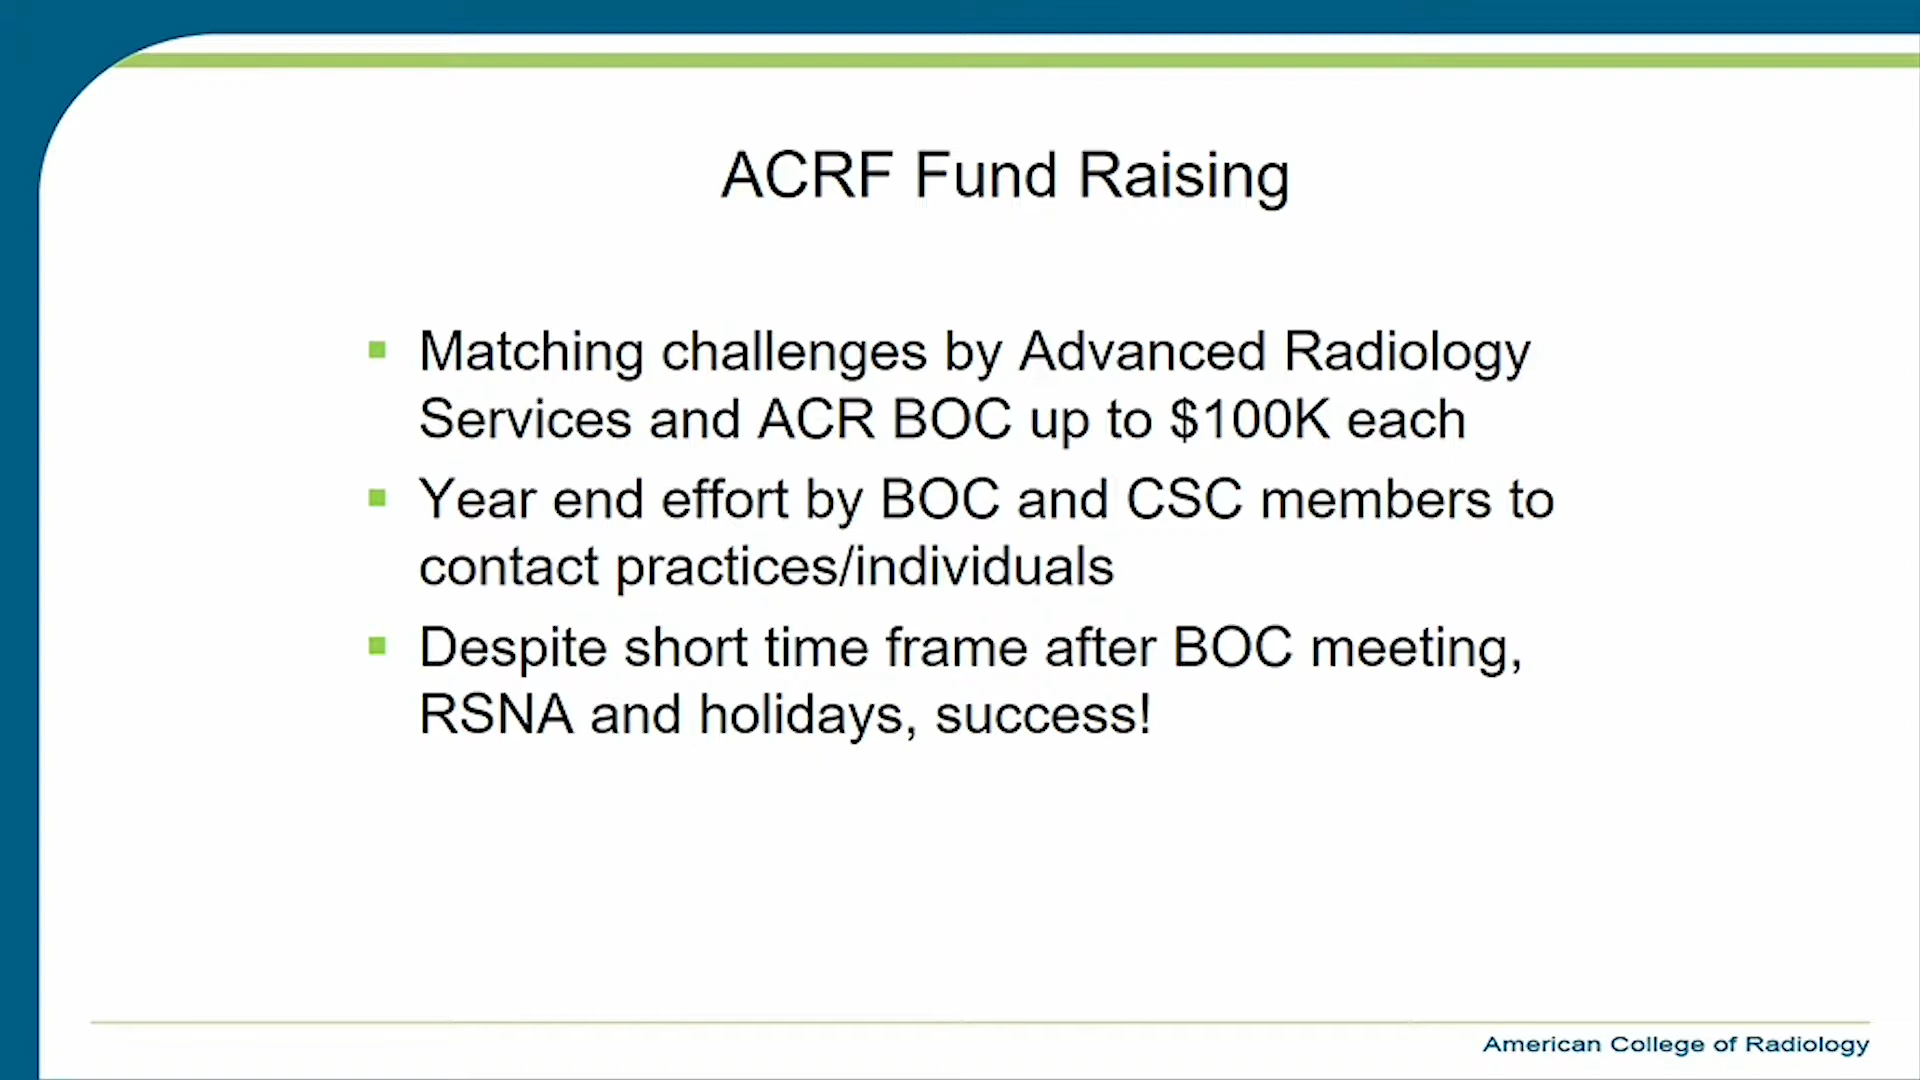 ACRF Fund Raising
Matching challenges by Advanced Radiology
Services and ACR BOC up to $100K each
Year end effort by BOC and CSC members to
contact practices/individuals
Despite short time frame after BOC meeting,
RSNA and holidays, success!
American College of Radiology